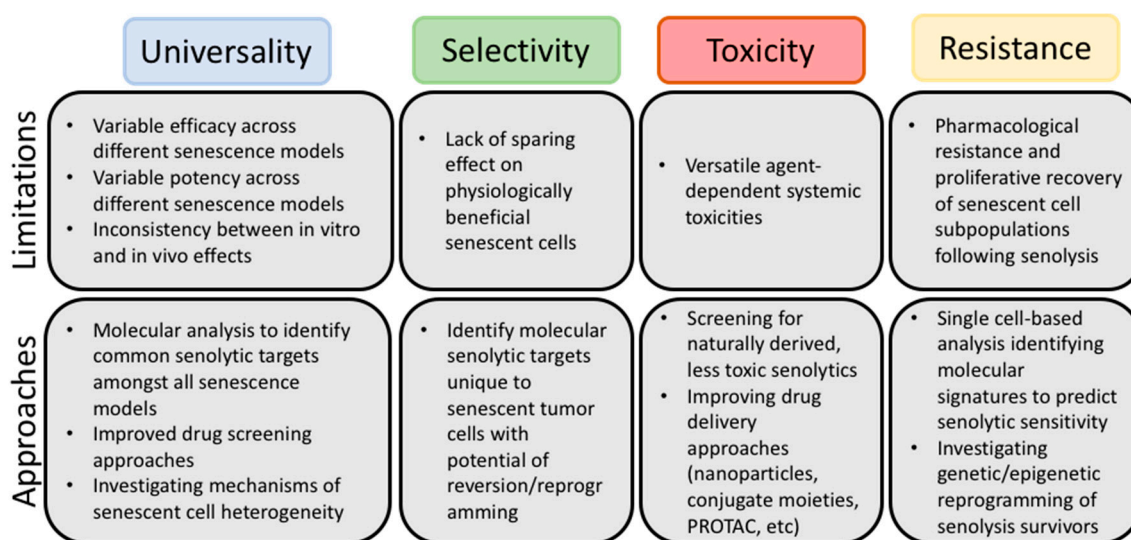 Universality
Selectivity
Toxicity
Resistance
Limitations
• Variable efficacy across
different senescence models
• Variable potency across
different senescence models
• Inconsistency between in vitro
and in vivo effects
• Lack of sparing
effect on
physiologically
beneficial
senescent cells
• Versatile agent-
dependent systemic
toxicities
• Pharmacological
resistance and
proliferative recovery
of senescent cell
subpopulations
following senolysis
Approaches
• Molecular analysis to identify
common senolytic targets
amongst all senescence
models
• Improved drug screening
approaches
• Investigating mechanisms of
senescent cell heterogeneity
• Identify molecular
senolytic targets
unique to
senescent tumor
cells with
potential of
reversion/reprogr
amming
• Screening for
naturally derived,
less toxic senolytics
• Improving drug
delivery
approaches
(nanoparticles,
conjugate moieties,
PROTAC, etc)
• Single cell-based
analysis identifying
molecular
signatures to predict
senolytic sensitivity
• Investigating
genetic/epigenetic
reprogramming of
senolysis survivors